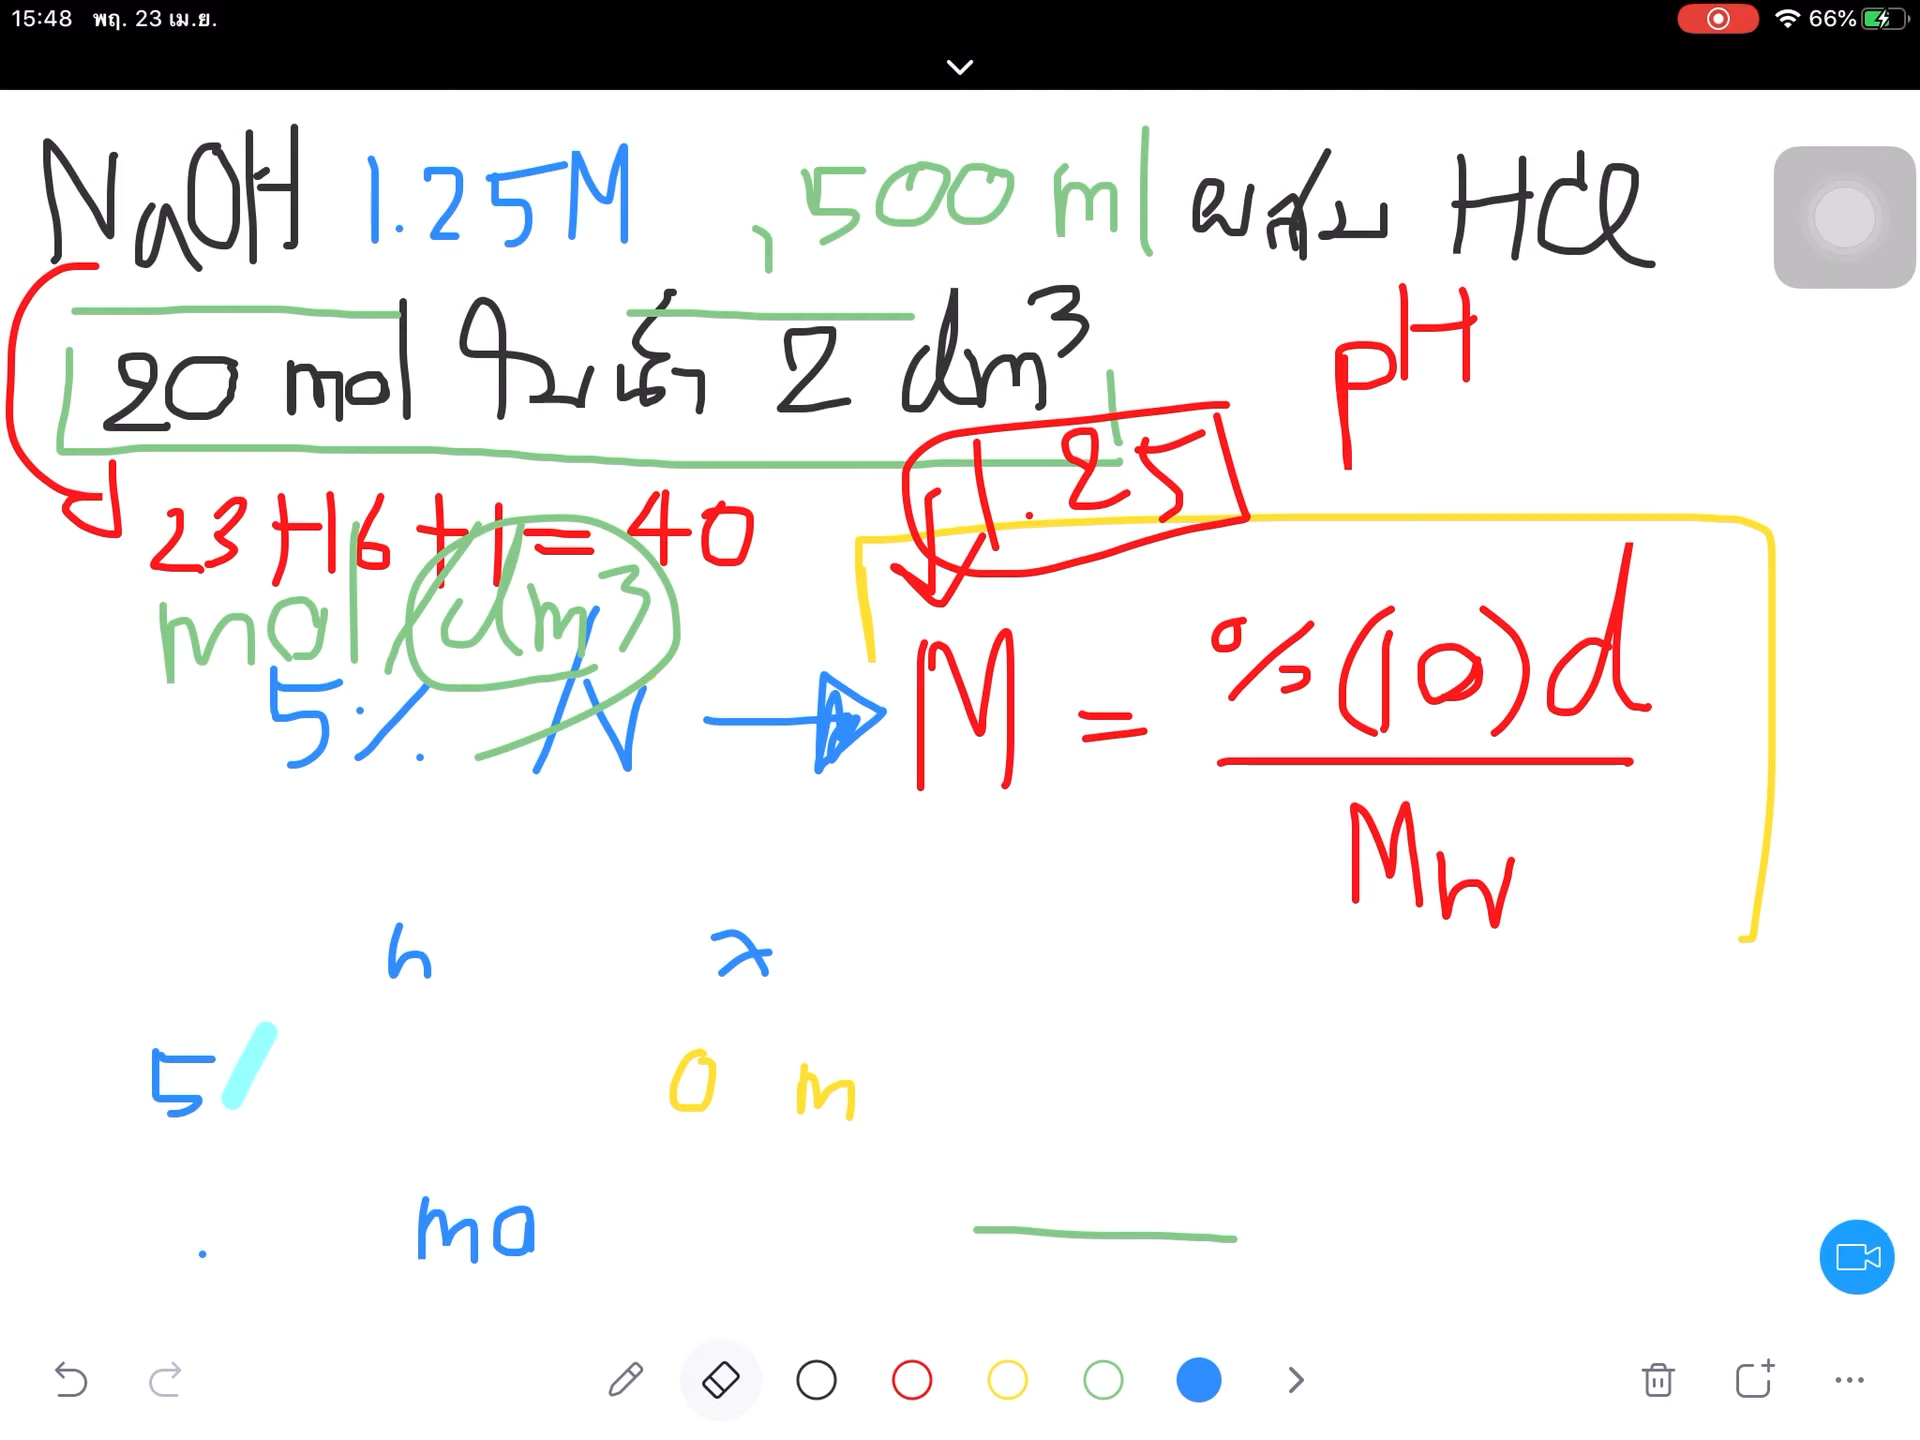 15:48 พฤ. 23 เม.ย. 66%
NaOH 1.25M , 500 ml ผสม HCl
20 mol ในน้ำ 2 dm³ pH
1.25
23+16+1=40
mol/dm³
5% → M = %(10)d
Mw
h x
5 0 m
. mo